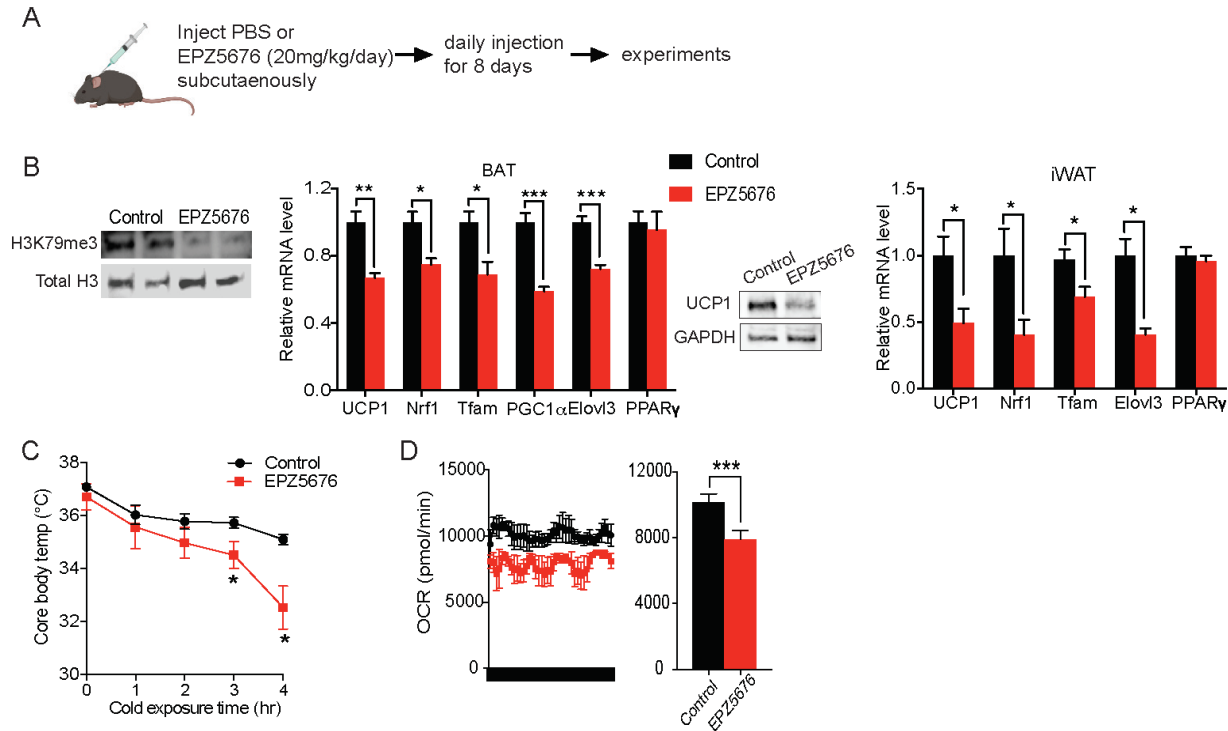 A
Inject PBS or
EPZ5676 (20mg/kg/day)
subcutaenously
daily injection
for 8 days
experiments
B
Control EPZ5676
H3K79me3
Total H3
BAT
Relative mRNA level
1.2
0.8
0.4
0.0
** * * *** ***
UCP1 Nrf1 Tfam PGC1α Elovl3 PPARγ
Control
EPZ5676
Control EPZ5676
UCP1
GAPDH
iWAT
Relative mRNA level
1.5
1.0
0.5
0.0
* * * *
UCP1 Nrf1 Tfam Elovl3 PPARγ
C
Control
EPZ5676
Core body temp (°C)
38
36
34
32
30
* *
0 1 2 3 4
Cold exposure time (hr)
D
OCR (pmol/min)
15000
10000
5000
0
12000
8000
4000
0
***
Control EPZ5676